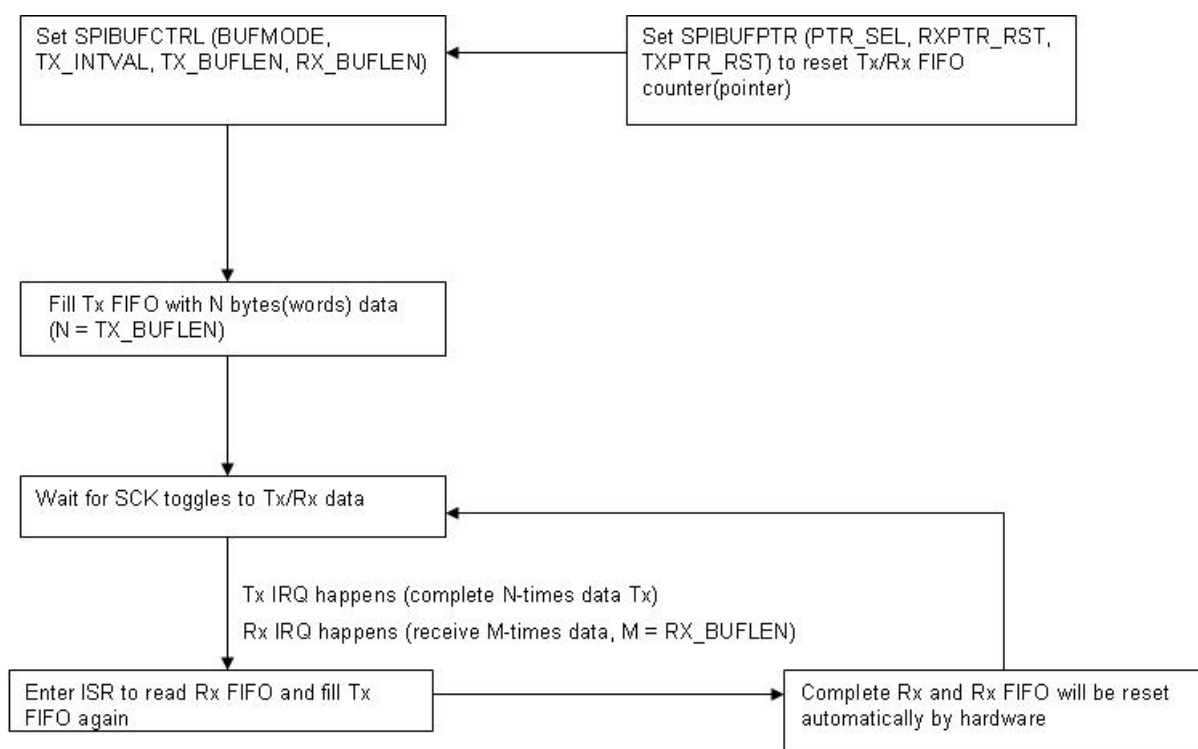 Set SPIBUFCTRL (BUFMODE,
TX_INTVAL, TX_BUFLEN, RX_BUFLEN)
Set SPIBUFPTR (PTR_SEL, RXPTR_RST,
TXPTR_RST) to reset Tx/Rx FIFO
counter(pointer)
Fill Tx FIFO with N bytes(words) data
(N = TX_BUFLEN)
Wait for SCK toggles to Tx/Rx data
Tx IRQ happens (complete N-times data Tx)
Rx IRQ happens (receive M-times data, M = RX_BUFLEN)
Enter ISR to read Rx FIFO and fill Tx
FIFO again
Complete Rx and Rx FIFO will be reset
automatically by hardware